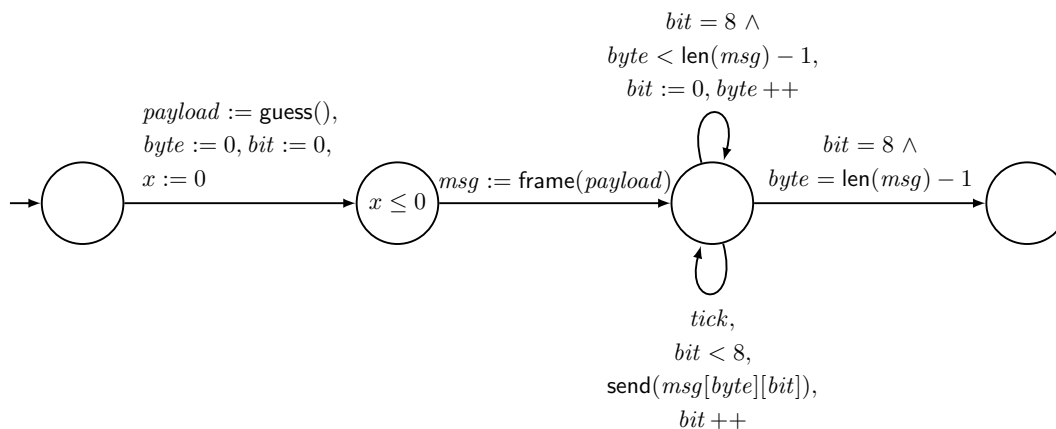 payload := guess(),
byte := 0, bit := 0,
x := 0
x ≤ 0
msg := frame(payload)
bit = 8 ∧
byte < len(msg) − 1,
bit := 0, byte ++
tick,
bit < 8,
send(msg[byte][bit]),
bit ++
bit = 8 ∧
byte = len(msg) − 1